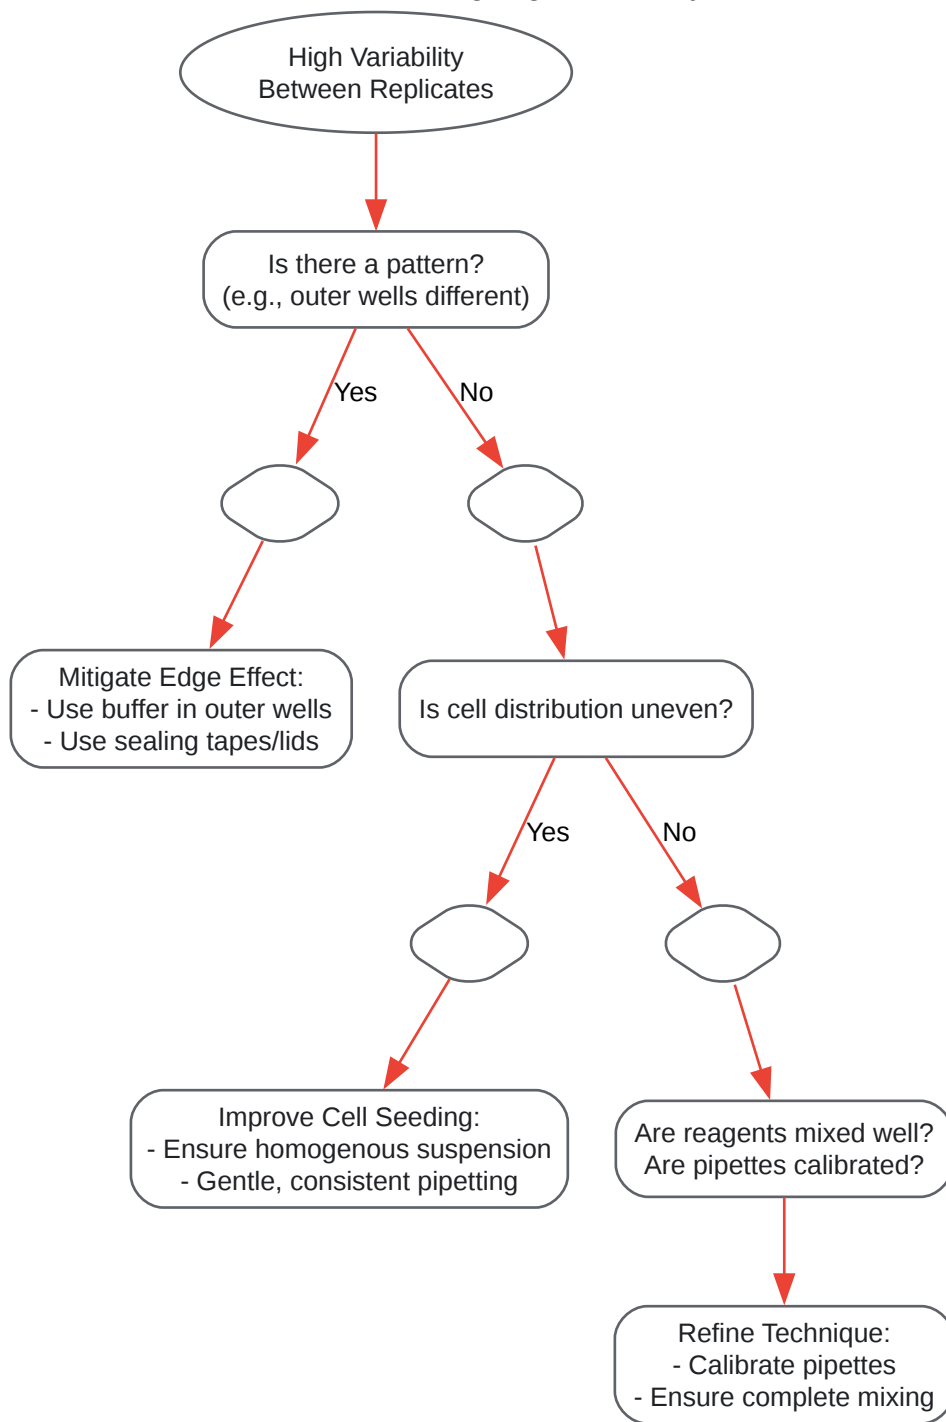 High Variability
Between Replicates
Is there a pattern?
(e.g., outer wells different)
Yes
No
Mitigate Edge Effect:
- Use buffer in outer wells
- Use sealing tapes/lids
Is cell distribution uneven?
Yes
No
Improve Cell Seeding:
- Ensure homogenous suspension
- Gentle, consistent pipetting
Are reagents mixed well?
Are pipettes calibrated?
Refine Technique:
- Calibrate pipettes
- Ensure complete mixing